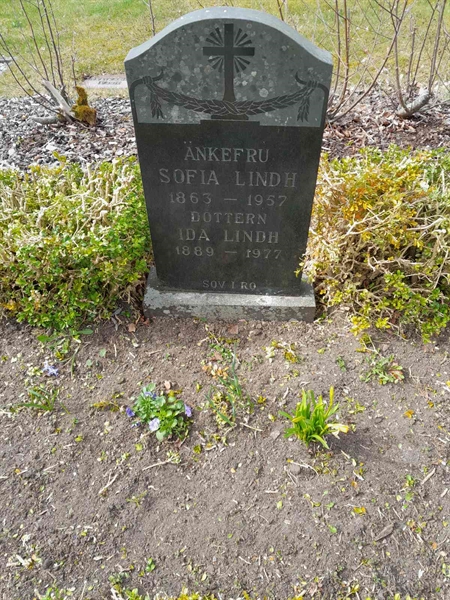 ÄNKEFRU
SOFIA LINDH
1863 – 1957
DOTTERN
IDA LINDH
1889 – 1977
SOV I RO